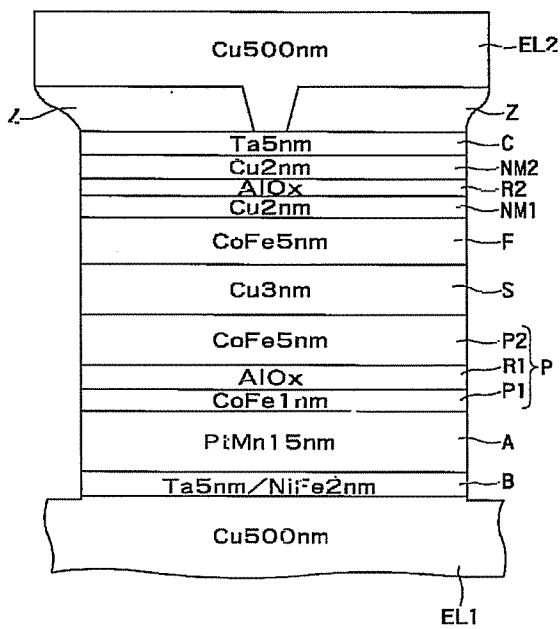 Cu500nm EL2
Z Z
Ta5nm C
Cu2nm NM2
AlOx R2
Cu2nm NM1
CoFe5nm F
Cu3nm S
CoFe5nm P2
AlOx R1 P
CoFe1nm P1
PtMn15nm A
Ta5nm/NiFe2nm B
Cu500nm
EL1